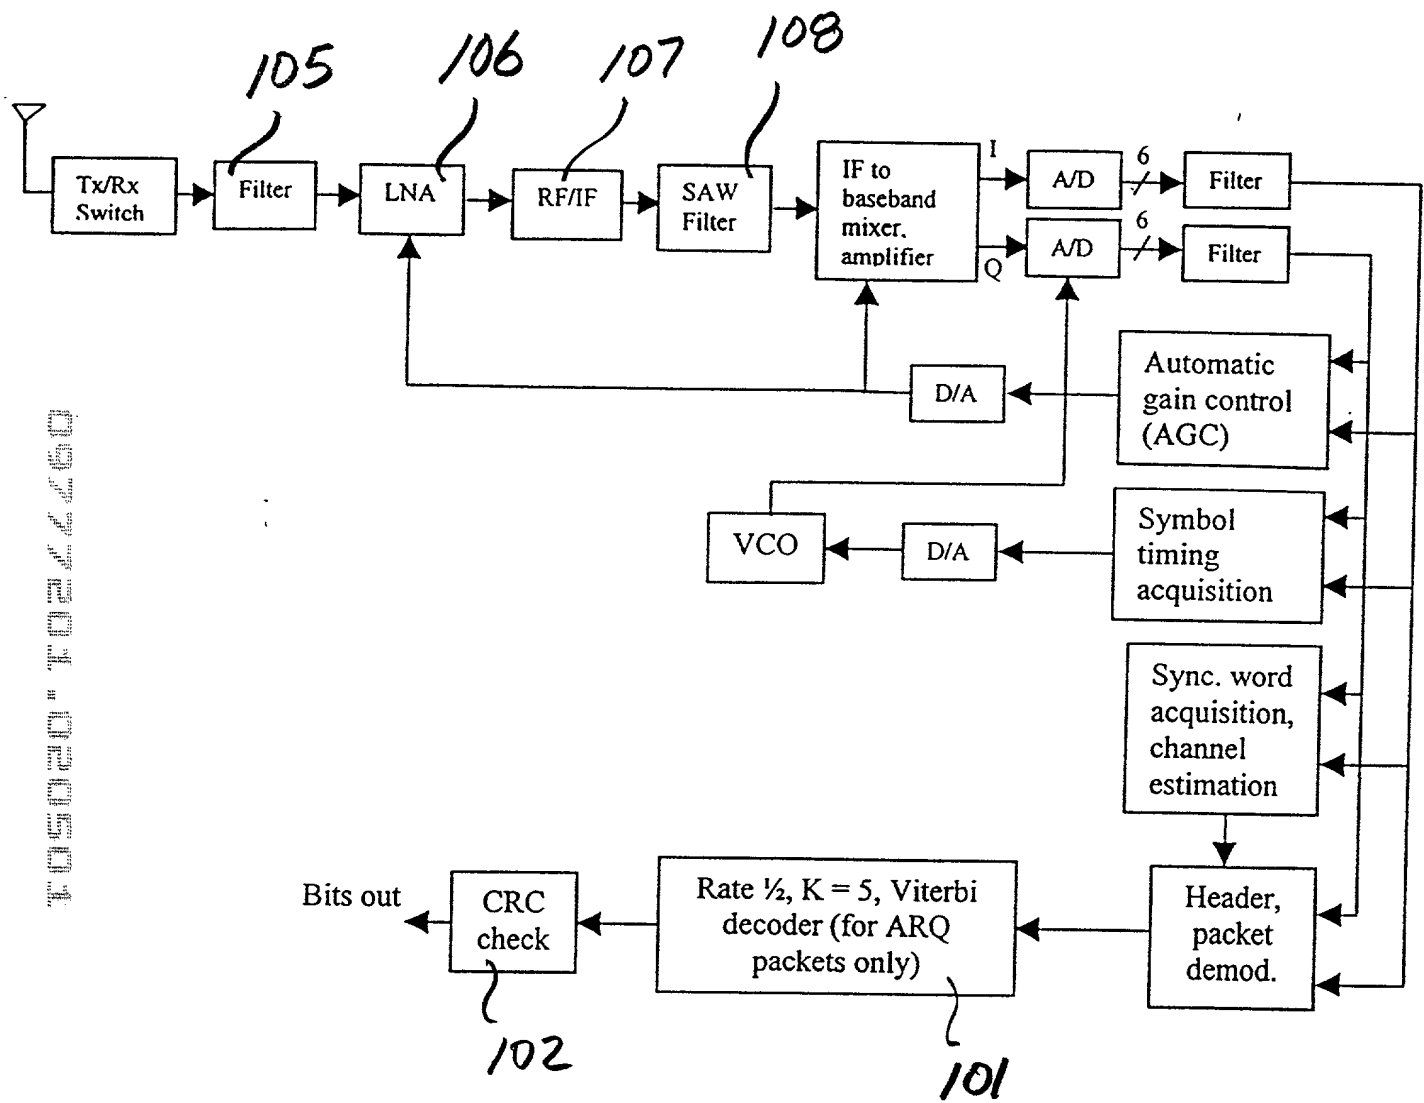 105
106
107
108
Tx/Rx
Switch
Filter
LNA
RF/IF
SAW
Filter
IF to
baseband
mixer.
amplifier
I
Q
A/D
6
Filter
A/D
6
Filter
Automatic
gain control
(AGC)
D/A
Symbol
timing
acquisition
D/A
VCO
Sync. word
acquisition,
channel
estimation
Header,
packet
demod.
Rate ½, K = 5, Viterbi
decoder (for ARQ
packets only)
CRC
check
Bits out
102
101
09777201.020501